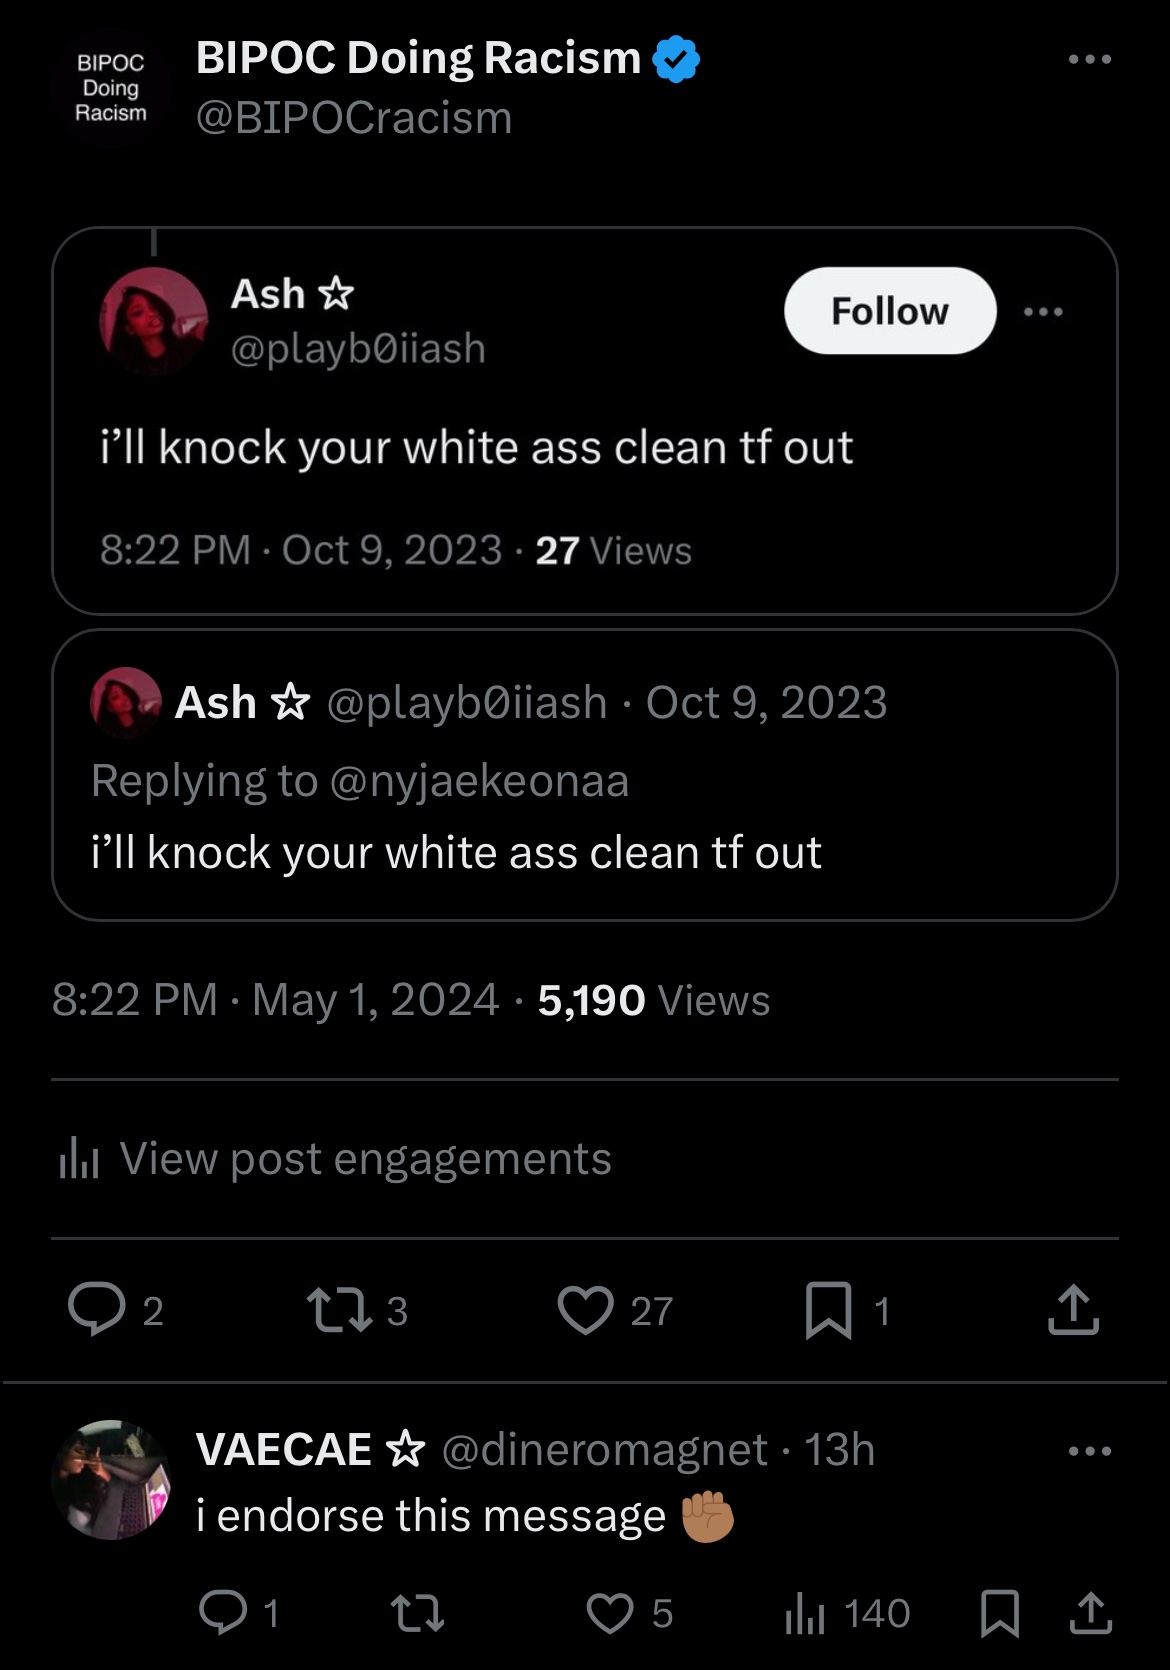 BIPOC
Doing
Racism
BIPOC Doing Racism
@BIPOCracism
Ash ☆
@playb0iiash
Follow
i’ll knock your white ass clean tf out
8:22 PM · Oct 9, 2023 · 27 Views
Ash ☆ @playb0iiash · Oct 9, 2023
Replying to @nyjaekeonaa
i’ll knock your white ass clean tf out
8:22 PM · May 1, 2024 · 5,190 Views
View post engagements
2 3 27 1
VAECAE ☆ @dineromagnet · 13h
i endorse this message ✊🏽
1 5 140